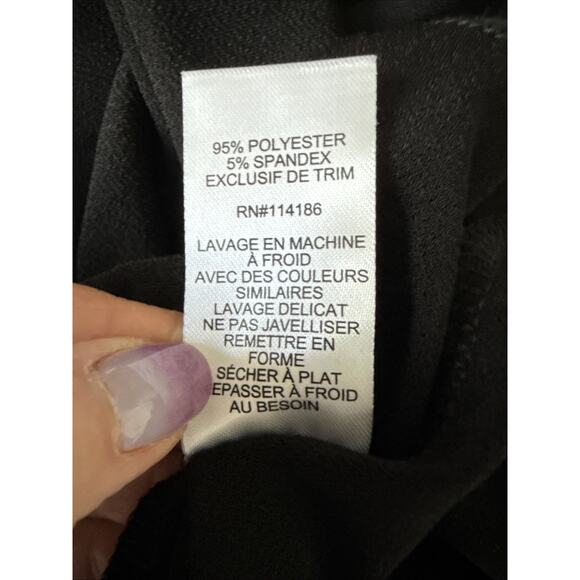 95% POLYESTER
5% SPANDEX
EXCLUSIF DE TRIM
RN#114186
LAVAGE EN MACHINE
À FROID
AVEC DES COULEURS
SIMILAIRES
LAVAGE DELICAT
NE PAS JAVELLISER
REMETTRE EN
FORME
SÉCHER À PLAT
EPASSER À FROID
AU BESOIN